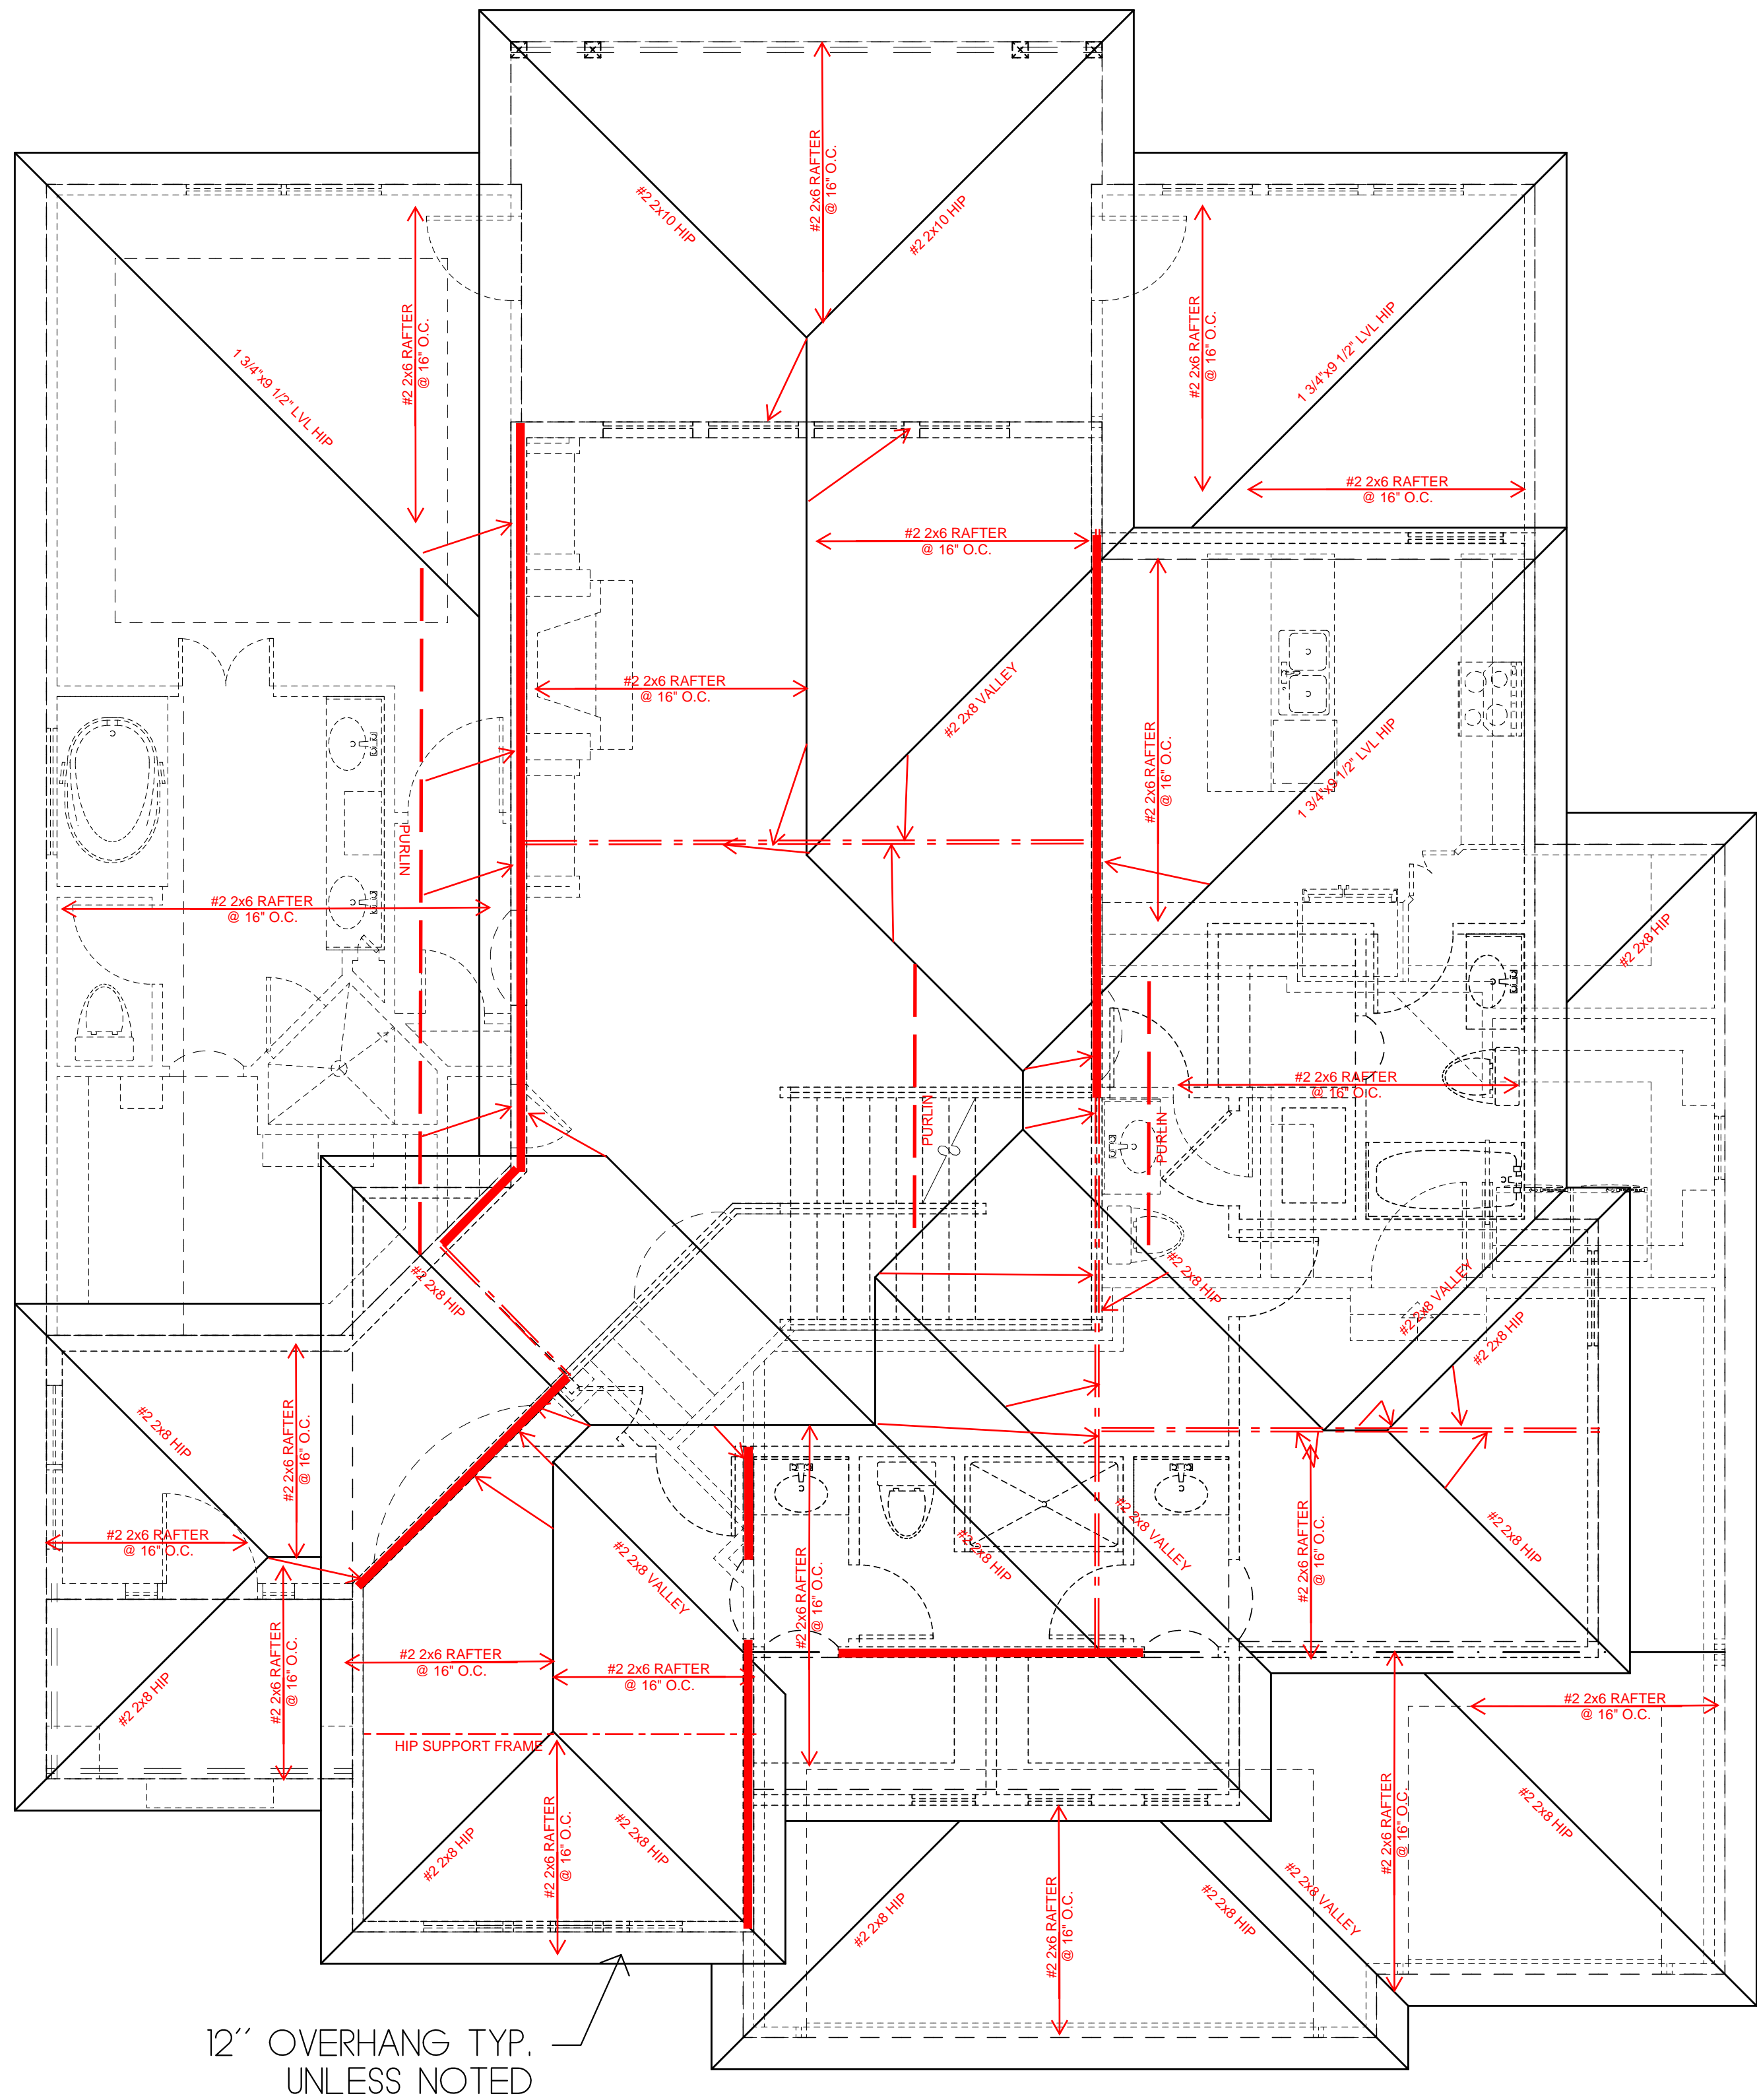 #2 2x10 HIP
#2 2x6 RAFTER
@ 16" O.C.
#2 2x10 HIP
#2 2x6 RAFTER
@ 16" O.C.
1 3/4"x9 1/2" LVL HIP
#2 2x6 RAFTER
@ 16" O.C.
1 3/4"x9 1/2" LVL HIP
#2 2x6 RAFTER
@ 16" O.C.
#2 2x6 RAFTER
@ 16" O.C.
#2 2x6 RAFTER
@ 16" O.C.
#2 2x8 VALLEY
#2 2x6 RAFTER
@ 16" O.C.
1 3/4"x9 1/2" LVL HIP
PURLIN
#2 2x6 RAFTER
@ 16" O.C.
#2 2x8 HIP
#2 2x6 RAFTER
@ 16" O.C.
PURLIN
PURLIN
#2 2x8 HIP
#2 2x8 HIP
#2 2x8 VALLEY
#2 2x8 HIP
#2 2x8 HIP
#2 2x6 RAFTER
@ 16" O.C.
#2 2x6 RAFTER
@ 16" O.C.
#2 2x8 VALLEY
#2 2x6 RAFTER
@ 16" O.C.
#2 2x8 HIP
#2 2x8 VALLEY
#2 2x6 RAFTER
@ 16" O.C.
#2 2x8 HIP
#2 2x6 RAFTER
@ 16" O.C.
#2 2x8 HIP
#2 2x6 RAFTER
@ 16" O.C.
#2 2x6 RAFTER
@ 16" O.C.
#2 2x6 RAFTER
@ 16" O.C.
HIP SUPPORT FRAME
#2 2x8 HIP
#2 2x6 RAFTER
@ 16" O.C.
#2 2x8 HIP
#2 2x8 HIP
#2 2x6 RAFTER
@ 16" O.C.
#2 2x8 HIP
#2 2x8 VALLEY
#2 2x6 RAFTER
@ 16" O.C.
#2 2x8 HIP
12'' OVERHANG TYP.
UNLESS NOTED